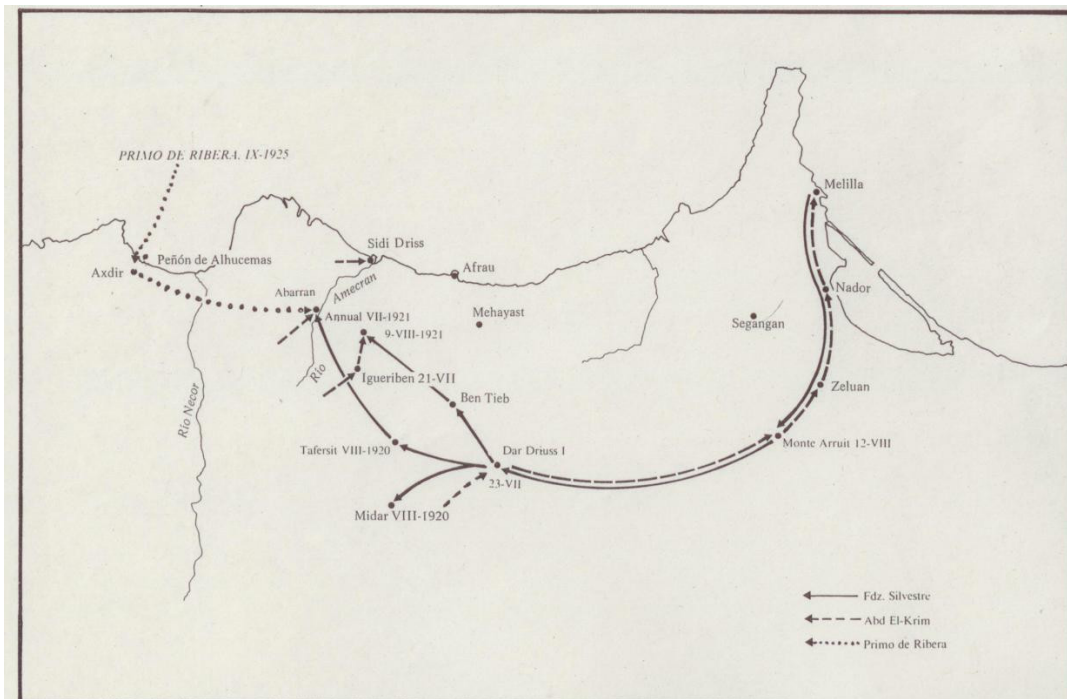 PRIMO DE RIBERA. IX-1925
Melilla
Sidi Driss
Peñón de Alhucemas
Axdir
Afrau
Amecran
Abarran
Nador
Annual VII-1921
Mehayast
Segangan
9-VIII-1921
Río
Igueriben 21-VII
Zeluan
Río Necor
Ben Tieb
Tafersit VIII-1920
Dar Driuss I
Monte Arruit 12-VIII
23-VII
Midar VIII-1920
Fdz. Silvestre
Abd El-Krim
Primo de Ribera